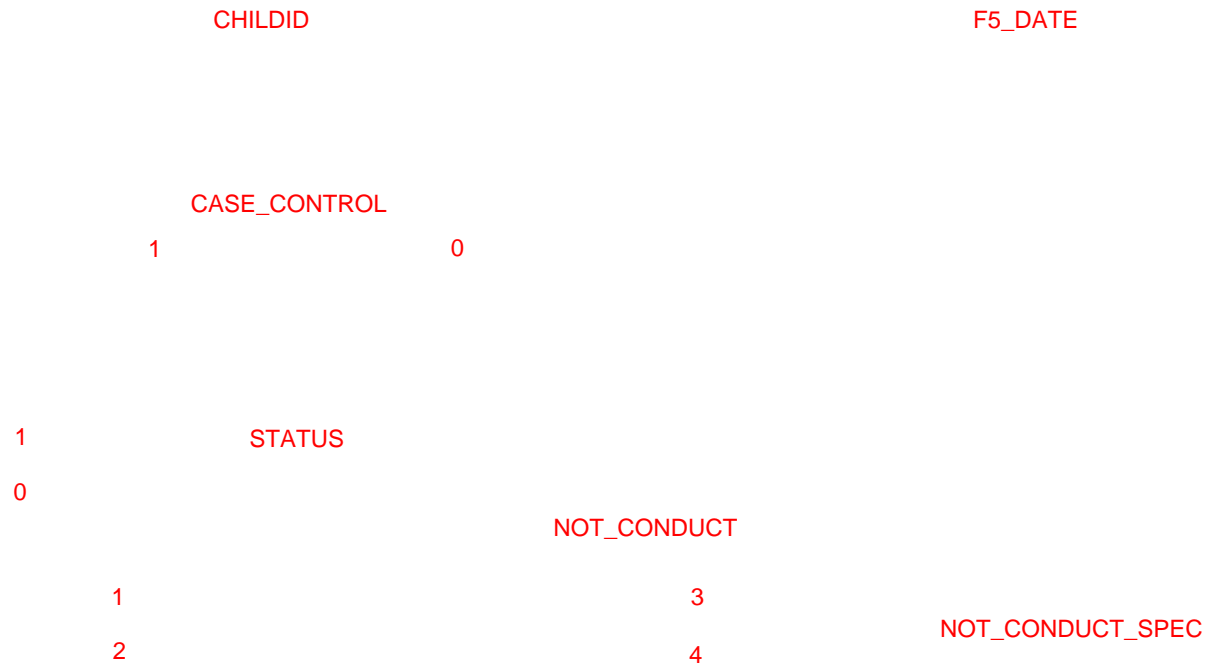 CHILDID F5_DATE
CASE_CONTROL
1 0
1 STATUS
0
NOT_CONDUCT
1 3
NOT_CONDUCT_SPEC
2 4